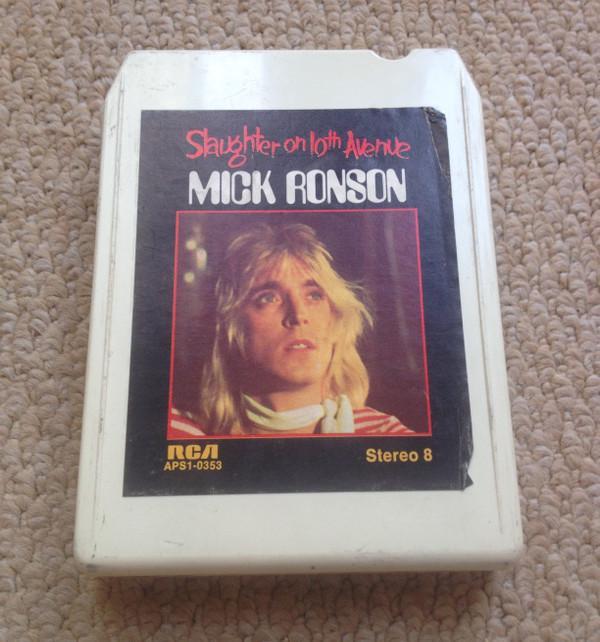 Slaughter on 10th Avenue
MICK RONSON
RCA
APS1-0353
Stereo 8